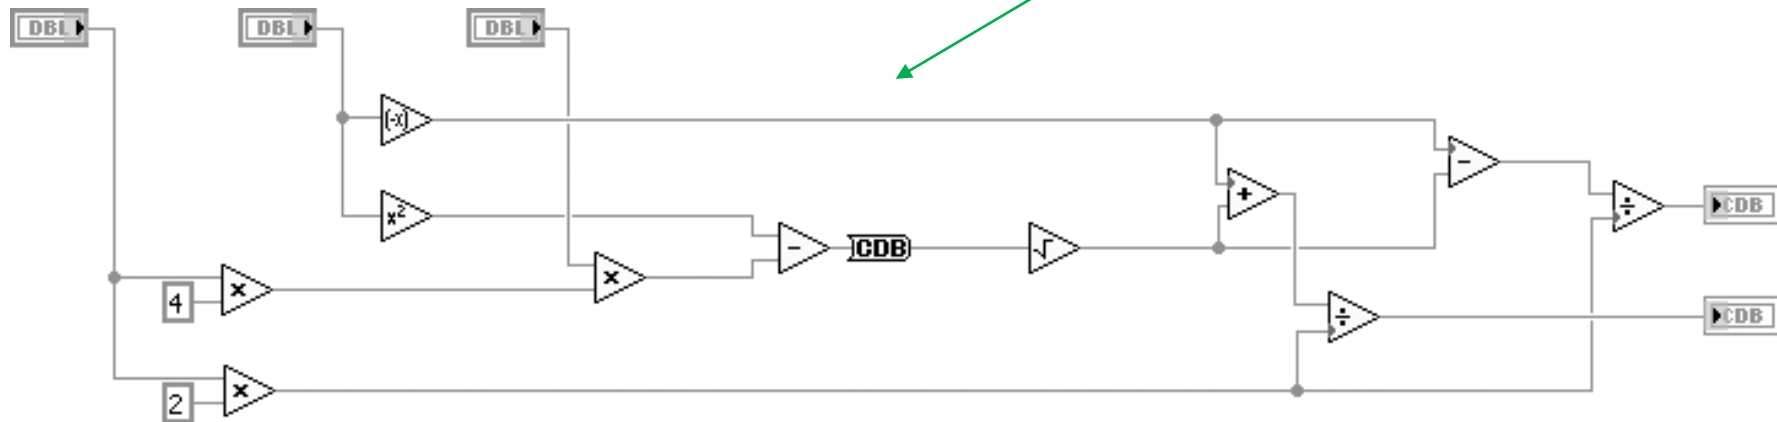 DBL DBL DBL
(-x)
x²
- CDB √
+
-
÷ CDB
4 × ×
÷ CDB
2 ×